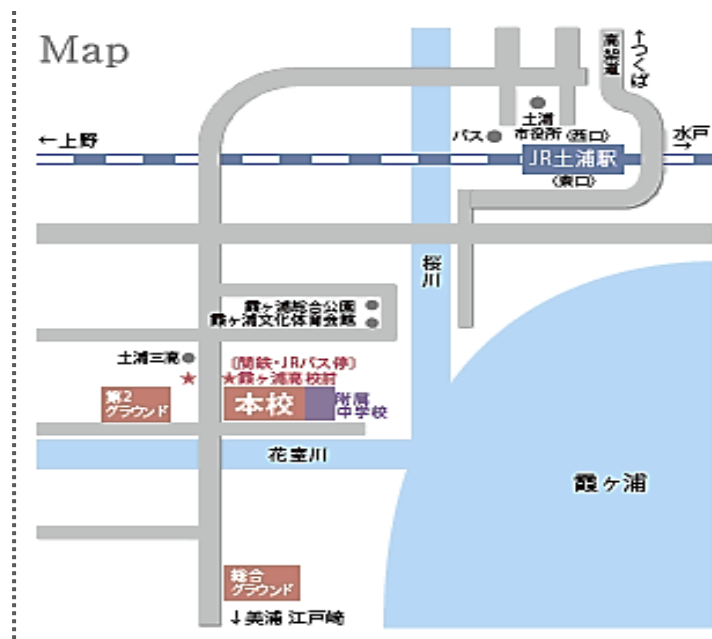 Map
↑つくば
高架道
←上野
土浦
市役所
バス
(西口)
水戸
→
JR土浦駅
(東口)
桜川
霞ヶ浦総合公園
霞ヶ浦文化体育会館
土浦三高
[関鉄・JRバス停]
★
★霞ヶ浦高校前
第2
グラウンド
本校
附属
中学校
花室川
霞ヶ浦
総合
グラウンド
↓美浦 江戸崎